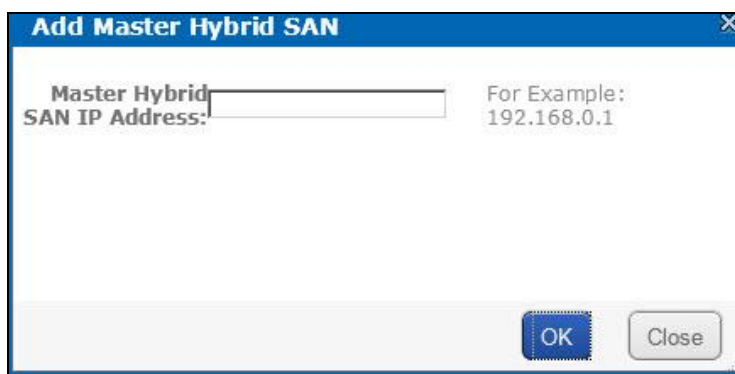 Add Master Hybrid SAN
Master Hybrid
SAN IP Address:
For Example:
192.168.0.1
OK
Close